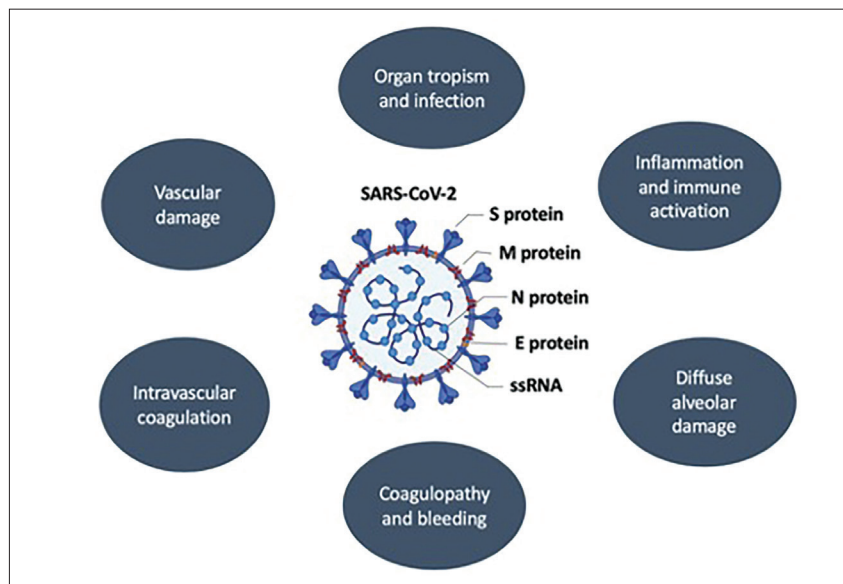 Organ tropism
and infection
Vascular
damage
Inflammation
and immune
activation
SARS-CoV-2
S protein
M protein
N protein
E protein
ssRNA
Intravascular
coagulation
Diffuse
alveolar
damage
Coagulopathy
and bleeding